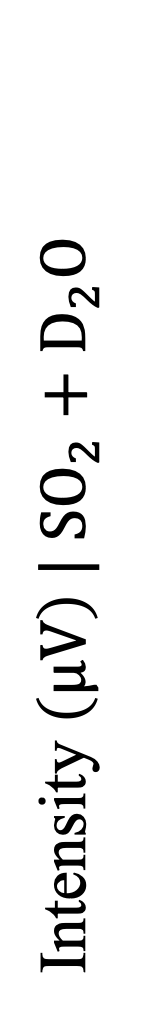 Intensity (μV) | SO₂ + D₂O